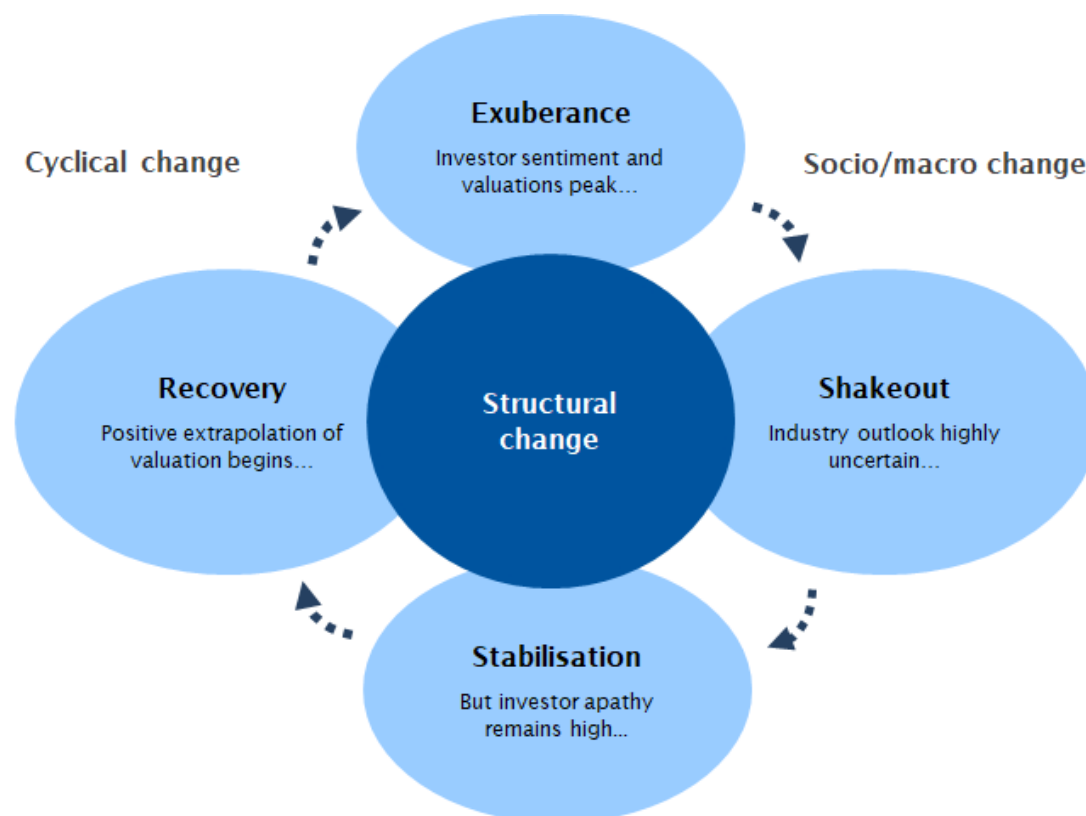 Exuberance
Investor sentiment and
valuations peak...
Cyclical change
Socio/macro change
Recovery
Positive extrapolation of
valuation begins...
Structural
change
Shakeout
Industry outlook highly
uncertain...
Stabilisation
But investor apathy
remains high...